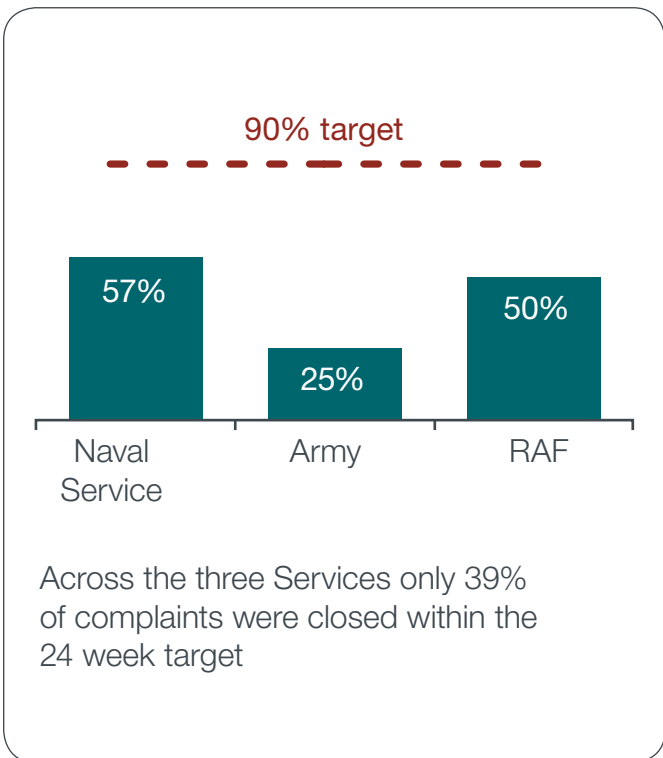 90% target
57%
25%
50%
Naval
Service
Army
RAF
Across the three Services only 39%
of complaints were closed within the
24 week target